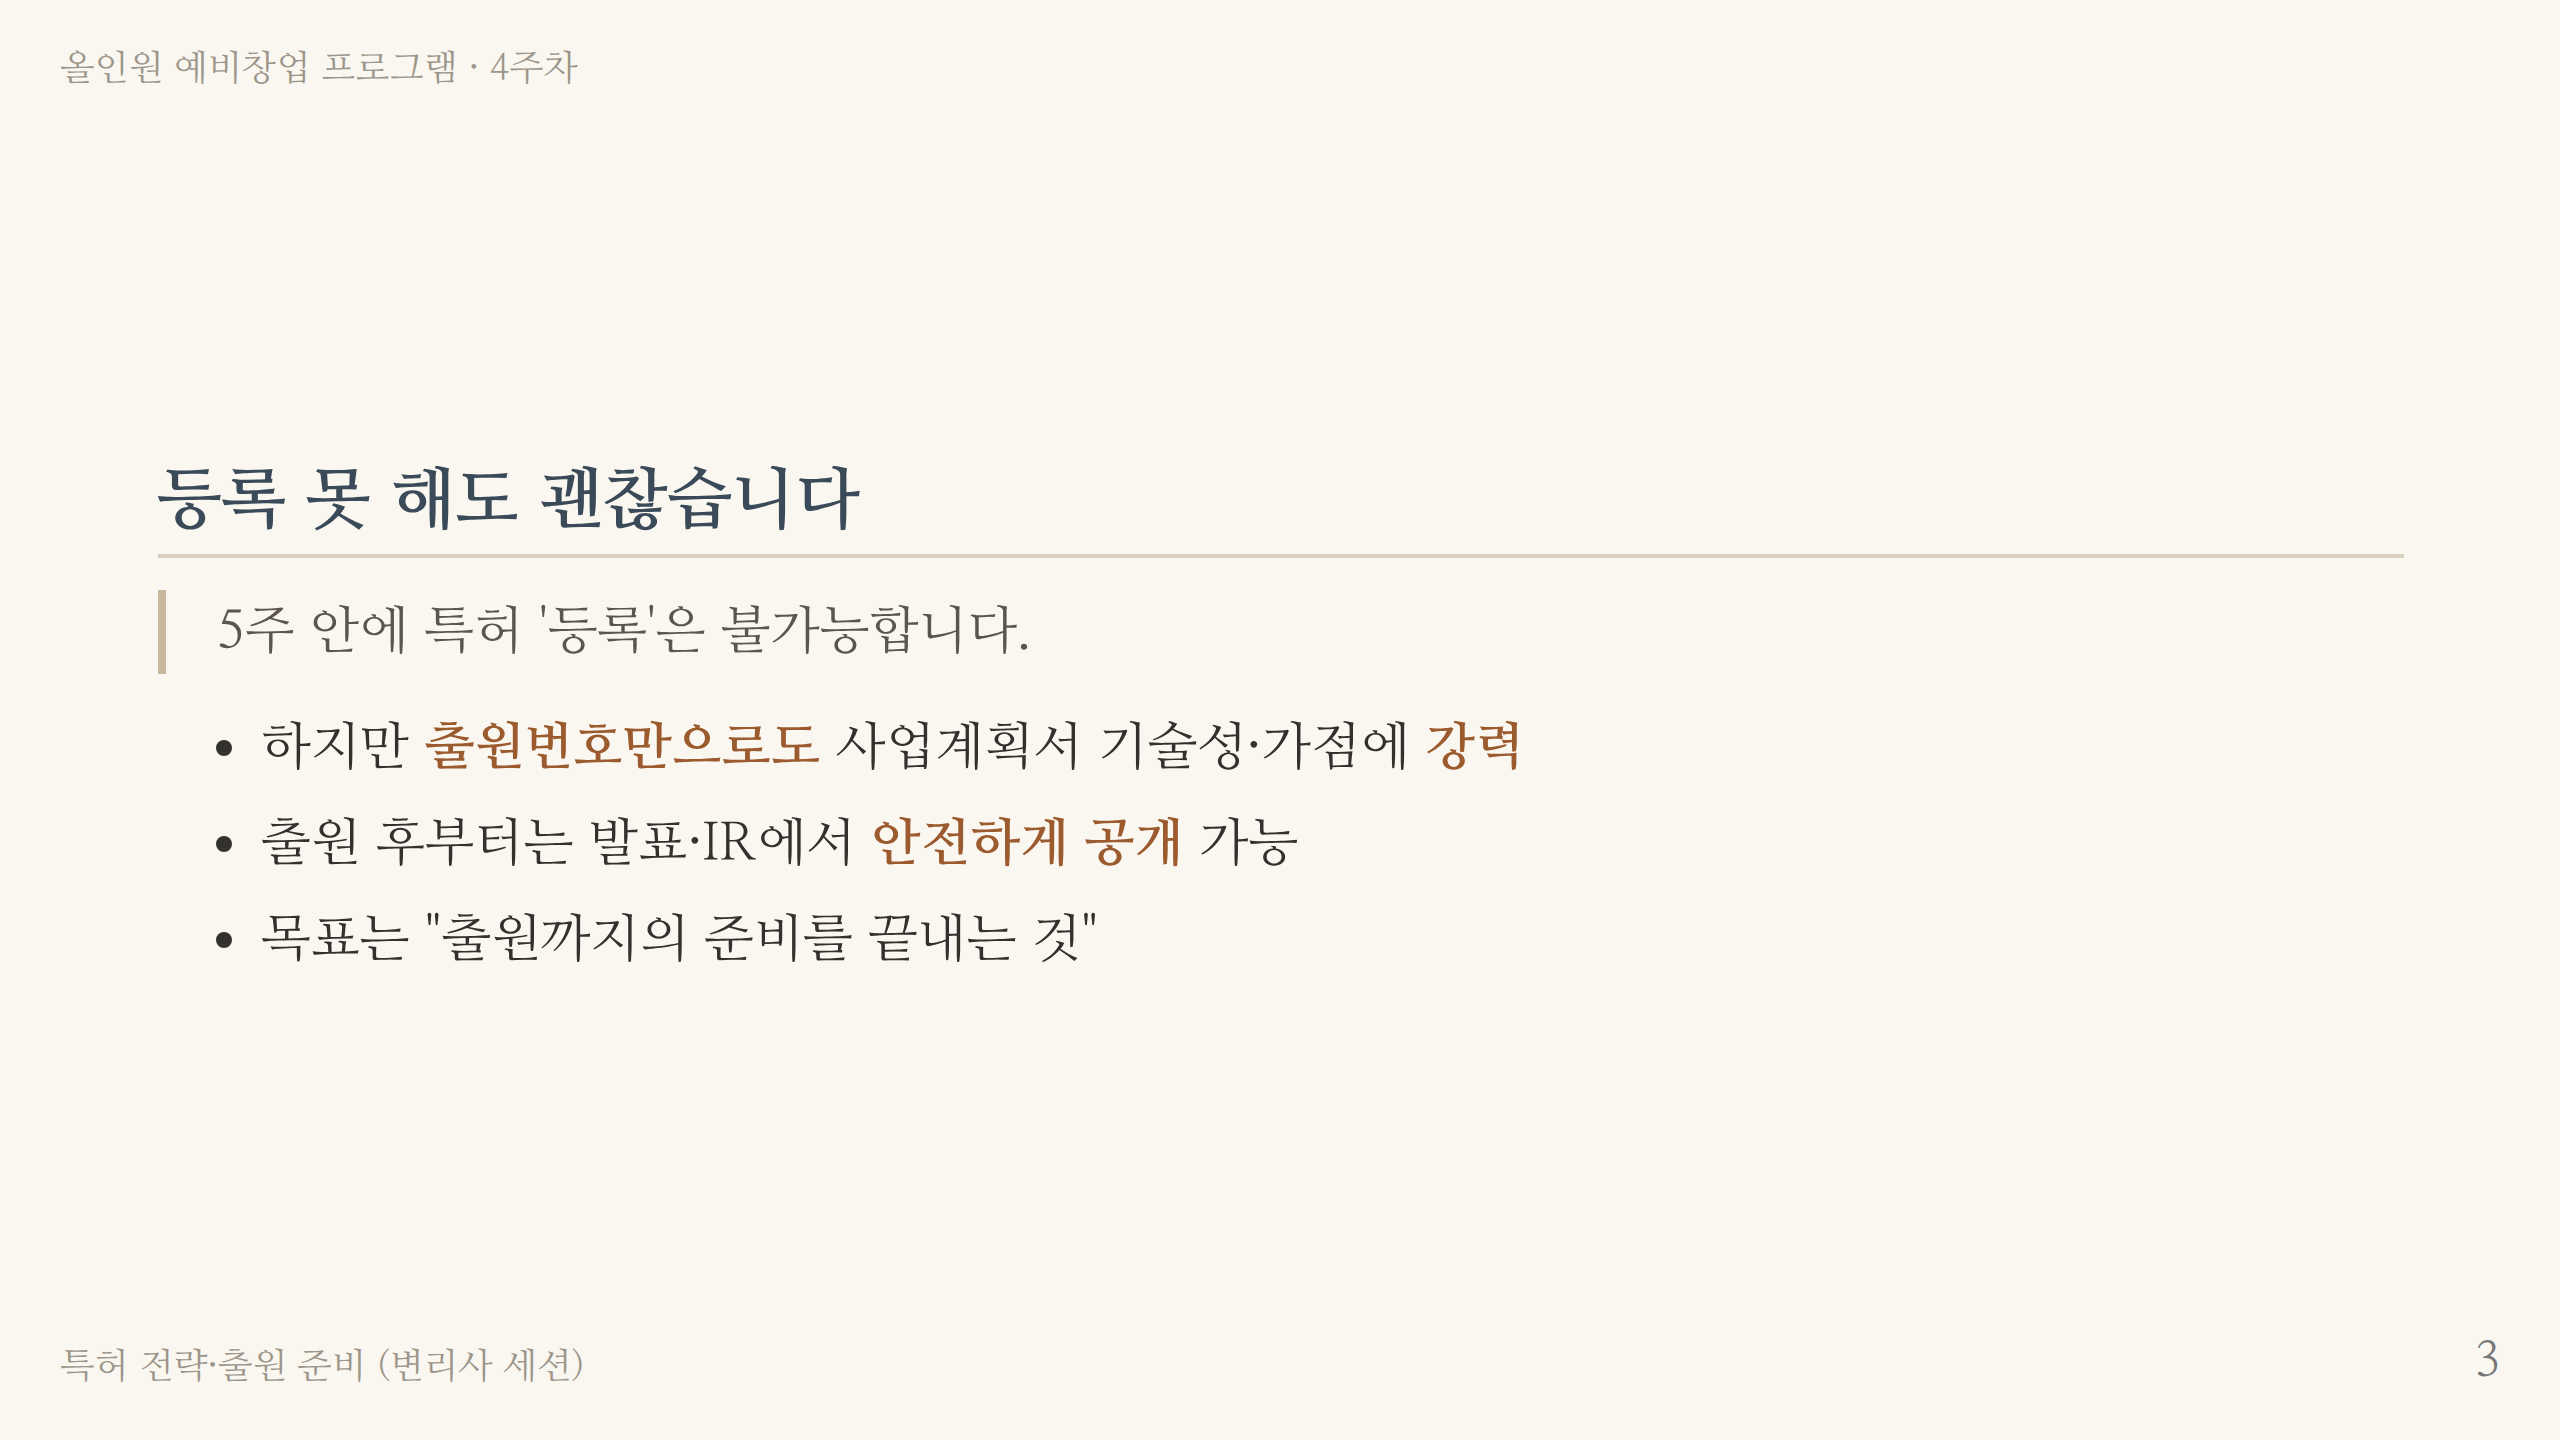 올인원 예비창업 프로그램 · 4주차
등록 못 해도 괜찮습니다
5주 안에 특허 '등록'은 불가능합니다.
• 하지만 출원번호만으로도 사업계획서 기술성·가점에 강력
• 출원 후부터는 발표·IR에서 안전하게 공개 가능
• 목표는 "출원까지의 준비를 끝내는 것"
특허 전략·출원 준비 (변리사 세션)
3